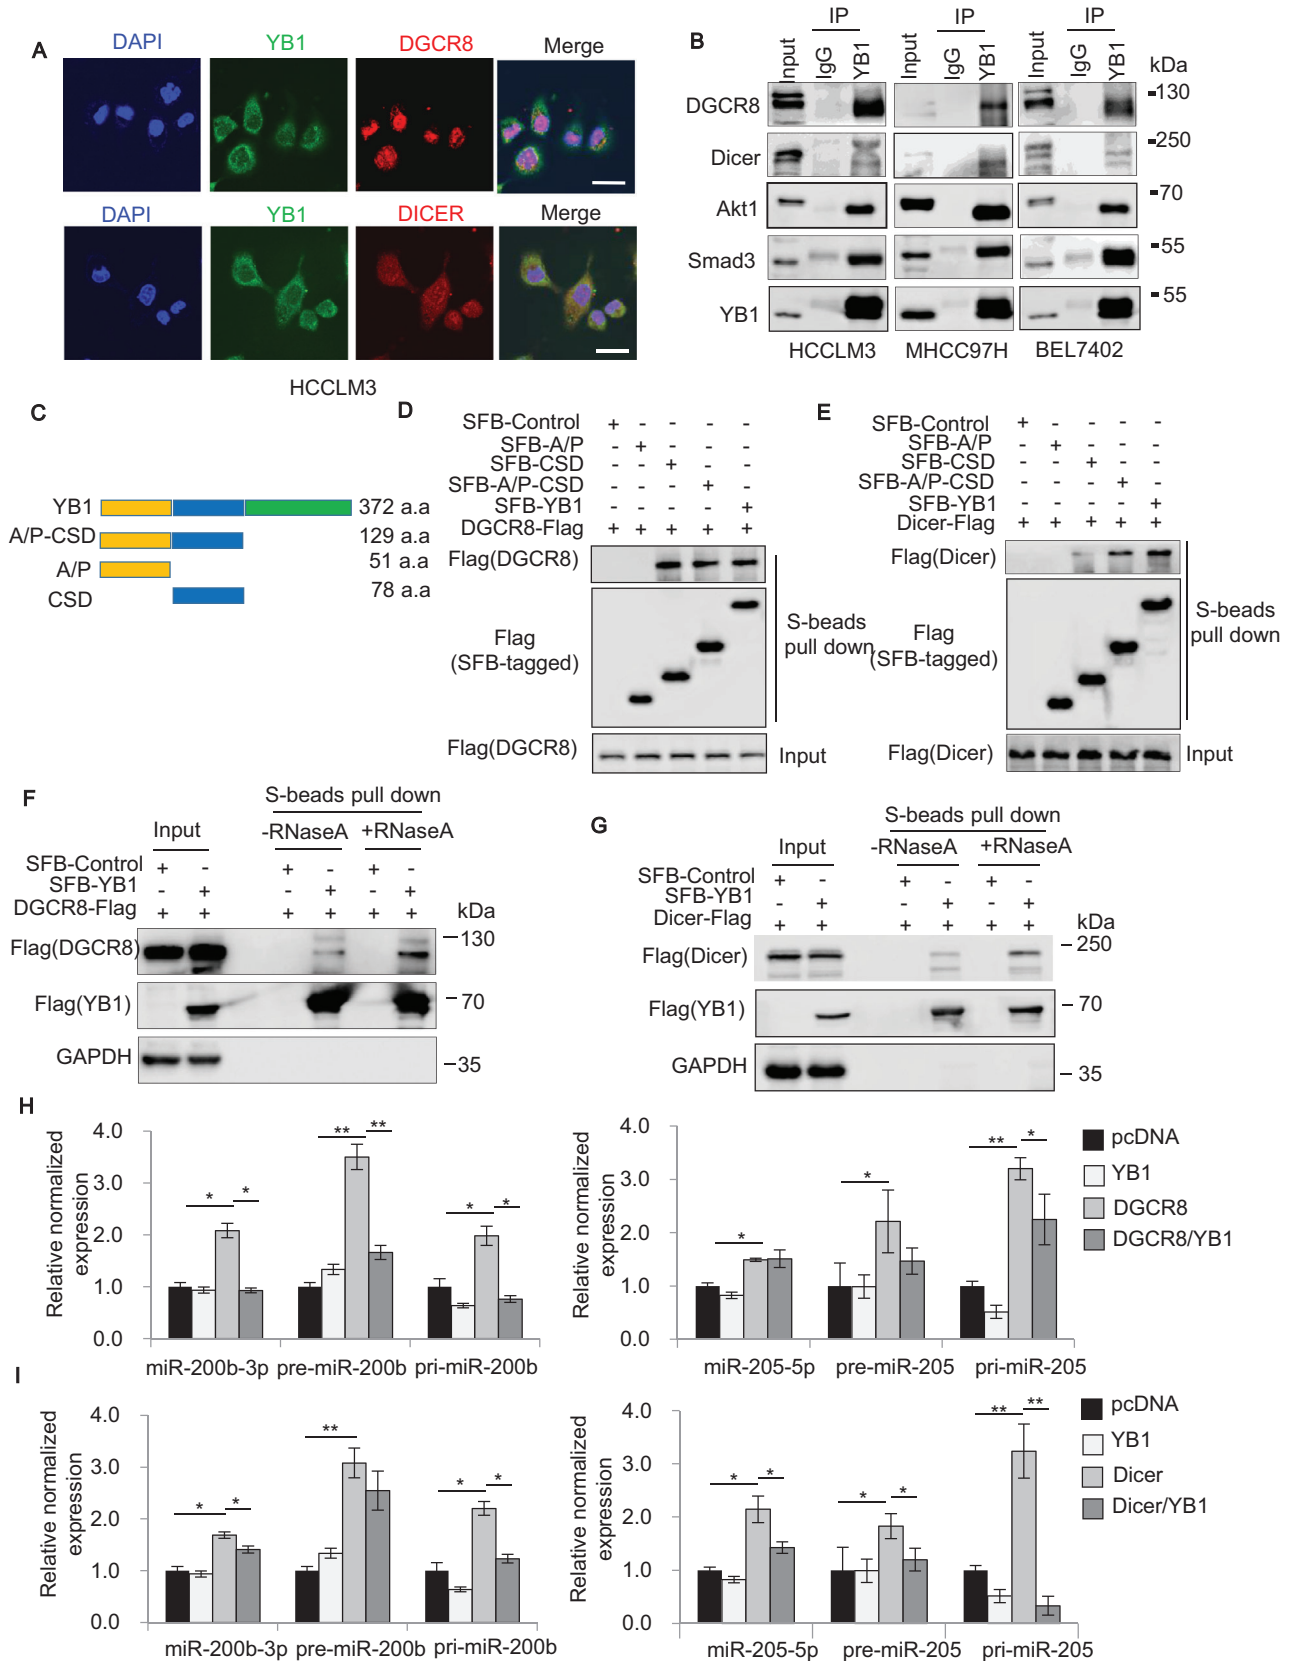 A
DAPI YB1 DGCR8 Merge
DAPI YB1 DICER Merge
HCCLM3
B
IP IP IP
Input IgG YB1 Input IgG YB1 Input IgG YB1 kDa
DGCR8 -130
Dicer -250
Akt1 -70
Smad3 -55
YB1 -55
HCCLM3 MHCC97H BEL7402
C
YB1 372 a.a
A/P-CSD 129 a.a
A/P 51 a.a
CSD 78 a.a
D
SFB-Control + - - - -
SFB-A/P - + - - -
SFB-CSD - - + - -
SFB-A/P-CSD - - - + -
SFB-YB1 - - - - +
DGCR8-Flag + + + + +
Flag(DGCR8)
Flag
(SFB-tagged)
S-beads
pull down
Flag(DGCR8) Input
E
SFB-Control + - - - -
SFB-A/P - + - - -
SFB-CSD - - + - -
SFB-A/P-CSD - - - + -
SFB-YB1 - - - - +
Dicer-Flag + + + + +
Flag(Dicer)
Flag
(SFB-tagged)
S-beads
pull down
Flag(Dicer) Input
F
S-beads pull down
Input -RNaseA +RNaseA
SFB-Control + - + - + -
SFB-YB1 - + - + - +
DGCR8-Flag + + + + + + kDa
Flag(DGCR8) -130
Flag(YB1) -70
GAPDH -35
G
S-beads pull down
Input -RNaseA +RNaseA
SFB-Control + - + - + -
SFB-YB1 - + - + - +
Dicer-Flag + + + + + + kDa
Flag(Dicer) -250
Flag(YB1) -70
GAPDH -35
H
Relative normalized
expression
4.0
3.0
2.0
1.0
0.0
* * ** ** * *
miR-200b-3p pre-miR-200b pri-miR-200b
Relative normalized
expression
4.0
3.0
2.0
1.0
0.0
* * ** *
miR-205-5p pre-miR-205 pri-miR-205
pcDNA
YB1
DGCR8
DGCR8/YB1
I
Relative normalized
expression
4.0
3.0
2.0
1.0
0.0
* * ** * *
miR-200b-3p pre-miR-200b pri-miR-200b
Relative normalized
expression
4.0
3.0
2.0
1.0
0.0
* * * * ** **
miR-205-5p pre-miR-205 pri-miR-205
pcDNA
YB1
Dicer
Dicer/YB1